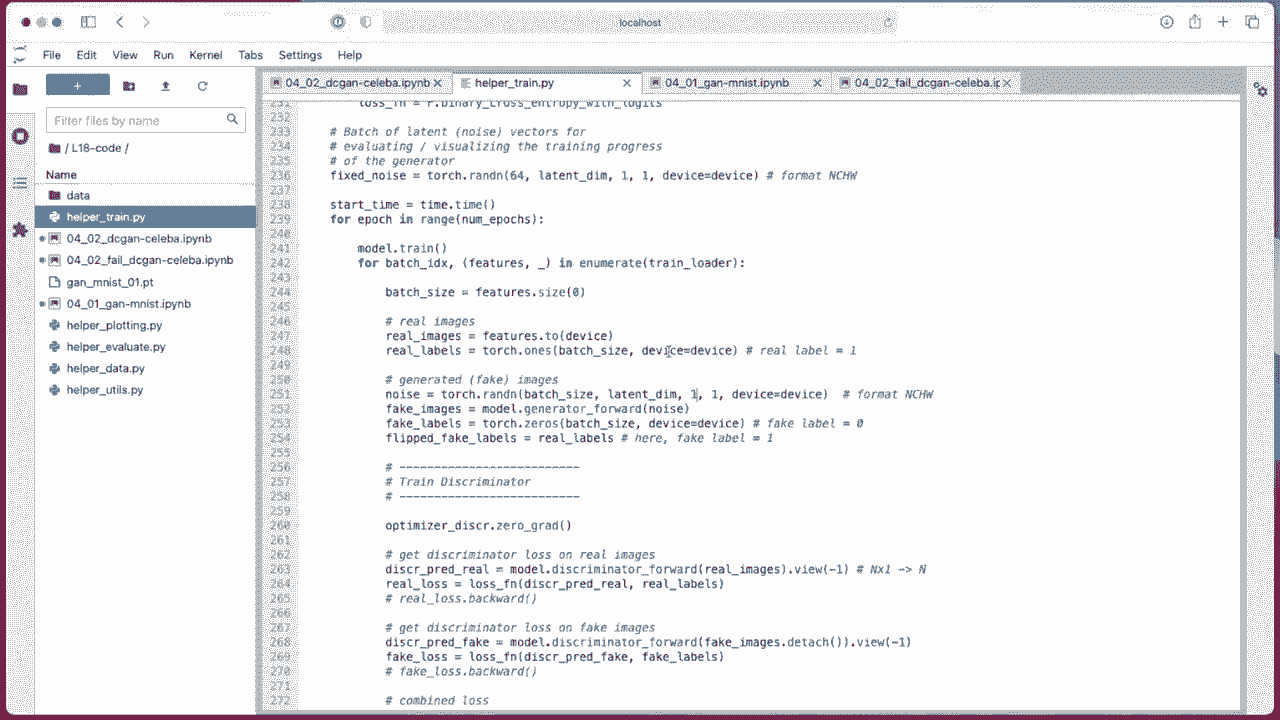 localhost
File Edit View Run Kernel Tabs Settings Help
04_02_dcgan-celeba.ipynb
helper_train.py
04_01_gan-mnist.ipynb
04_02_fail_dcgan-celeba.ip
+
Filter files by name
/ L18-code /
Name
data
helper_train.py
04_02_dcgan-celeba.ipynb
04_02_fail_dcgan-celeba.ipynb
gan_mnist_01.pt
04_01_gan-mnist.ipynb
helper_plotting.py
helper_evaluate.py
helper_data.py
helper_utils.py
231 loss_fn = F.binary_cross_entropy_with_logits
232
233 # Batch of latent (noise) vectors for
234 # evaluating / visualizing the training progress
235 # of the generator
236 fixed_noise = torch.randn(64, latent_dim, 1, 1, device=device) # format NCHW
237
238 start_time = time.time()
239 for epoch in range(num_epochs):
240
241 model.train()
242 for batch_idx, (features, _) in enumerate(train_loader):
243
244 batch_size = features.size(0)
245
246 # real images
247 real_images = features.to(device)
248 real_labels = torch.ones(batch_size, device=device) # real label = 1
249
250 # generated (fake) images
251 noise = torch.randn(batch_size, latent_dim, 1, 1, device=device) # format NCHW
252 fake_images = model.generator_forward(noise)
253 fake_labels = torch.zeros(batch_size, device=device) # fake label = 0
254 flipped_fake_labels = real_labels # here, fake label = 1
255
256 # --------------------------
257 # Train Discriminator
258 # --------------------------
259
260 optimizer_discr.zero_grad()
261
262 # get discriminator loss on real images
263 discr_pred_real = model.discriminator_forward(real_images).view(-1) # Nx1 -> N
264 real_loss = loss_fn(discr_pred_real, real_labels)
265 # real_loss.backward()
266
267 # get discriminator loss on fake images
268 discr_pred_fake = model.discriminator_forward(fake_images.detach()).view(-1)
269 fake_loss = loss_fn(discr_pred_fake, fake_labels)
270 # fake_loss.backward()
271
272 # combined loss